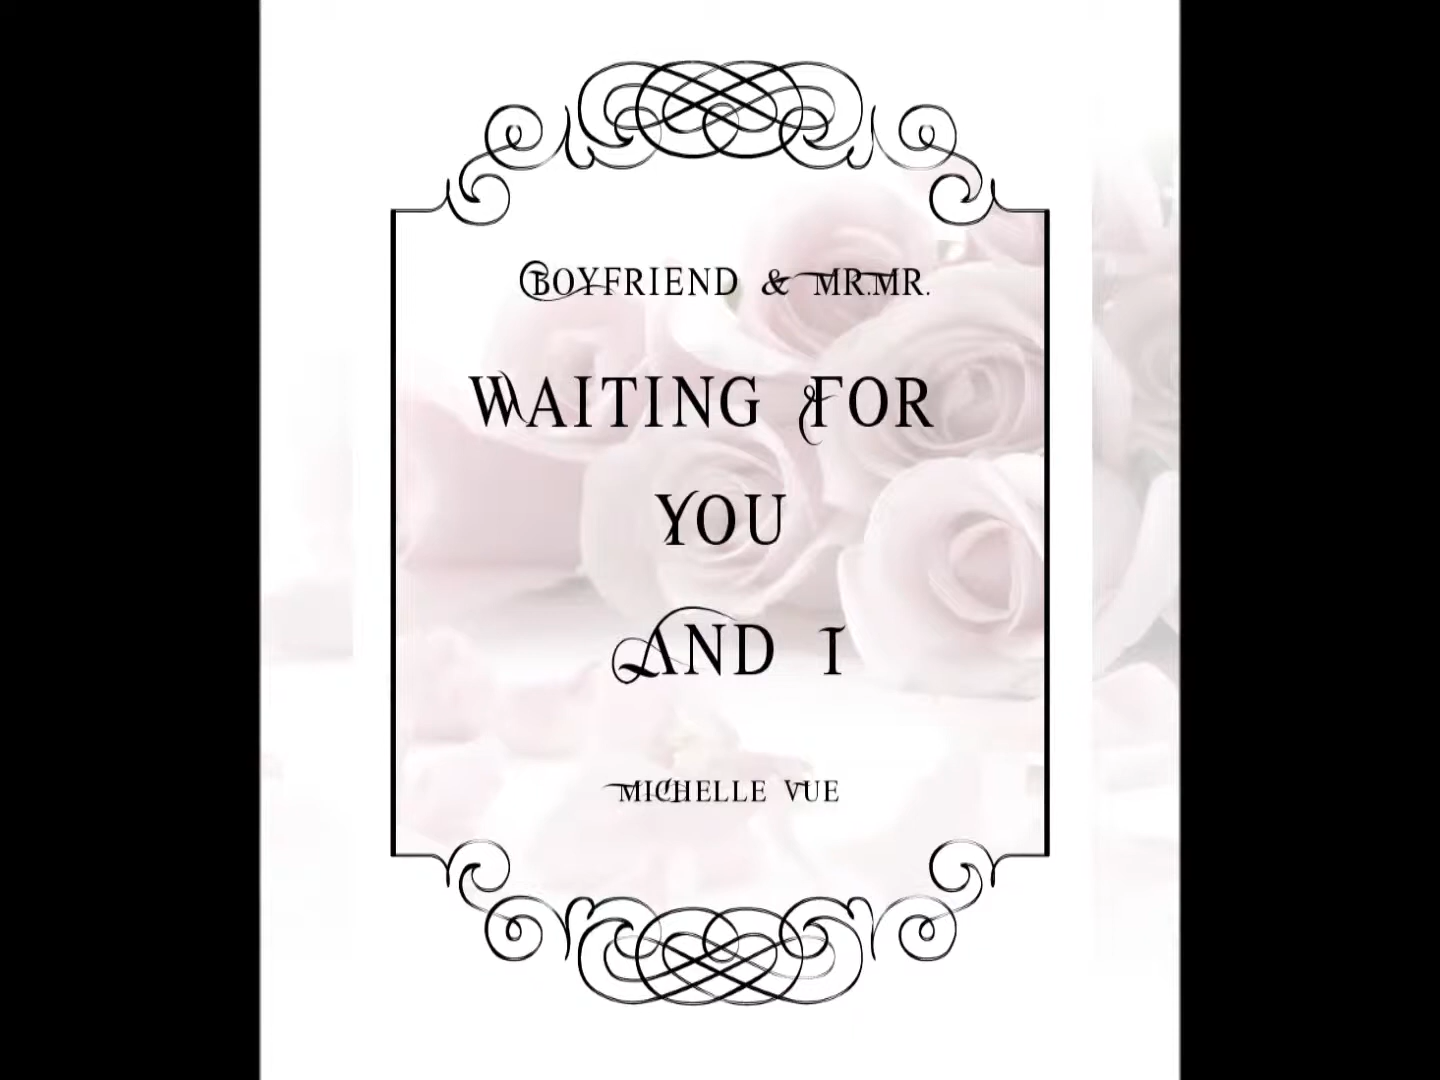 BOYFRIEND & MR.MR.
WAITING FOR
YOU
AND I
MICHELLE VUE